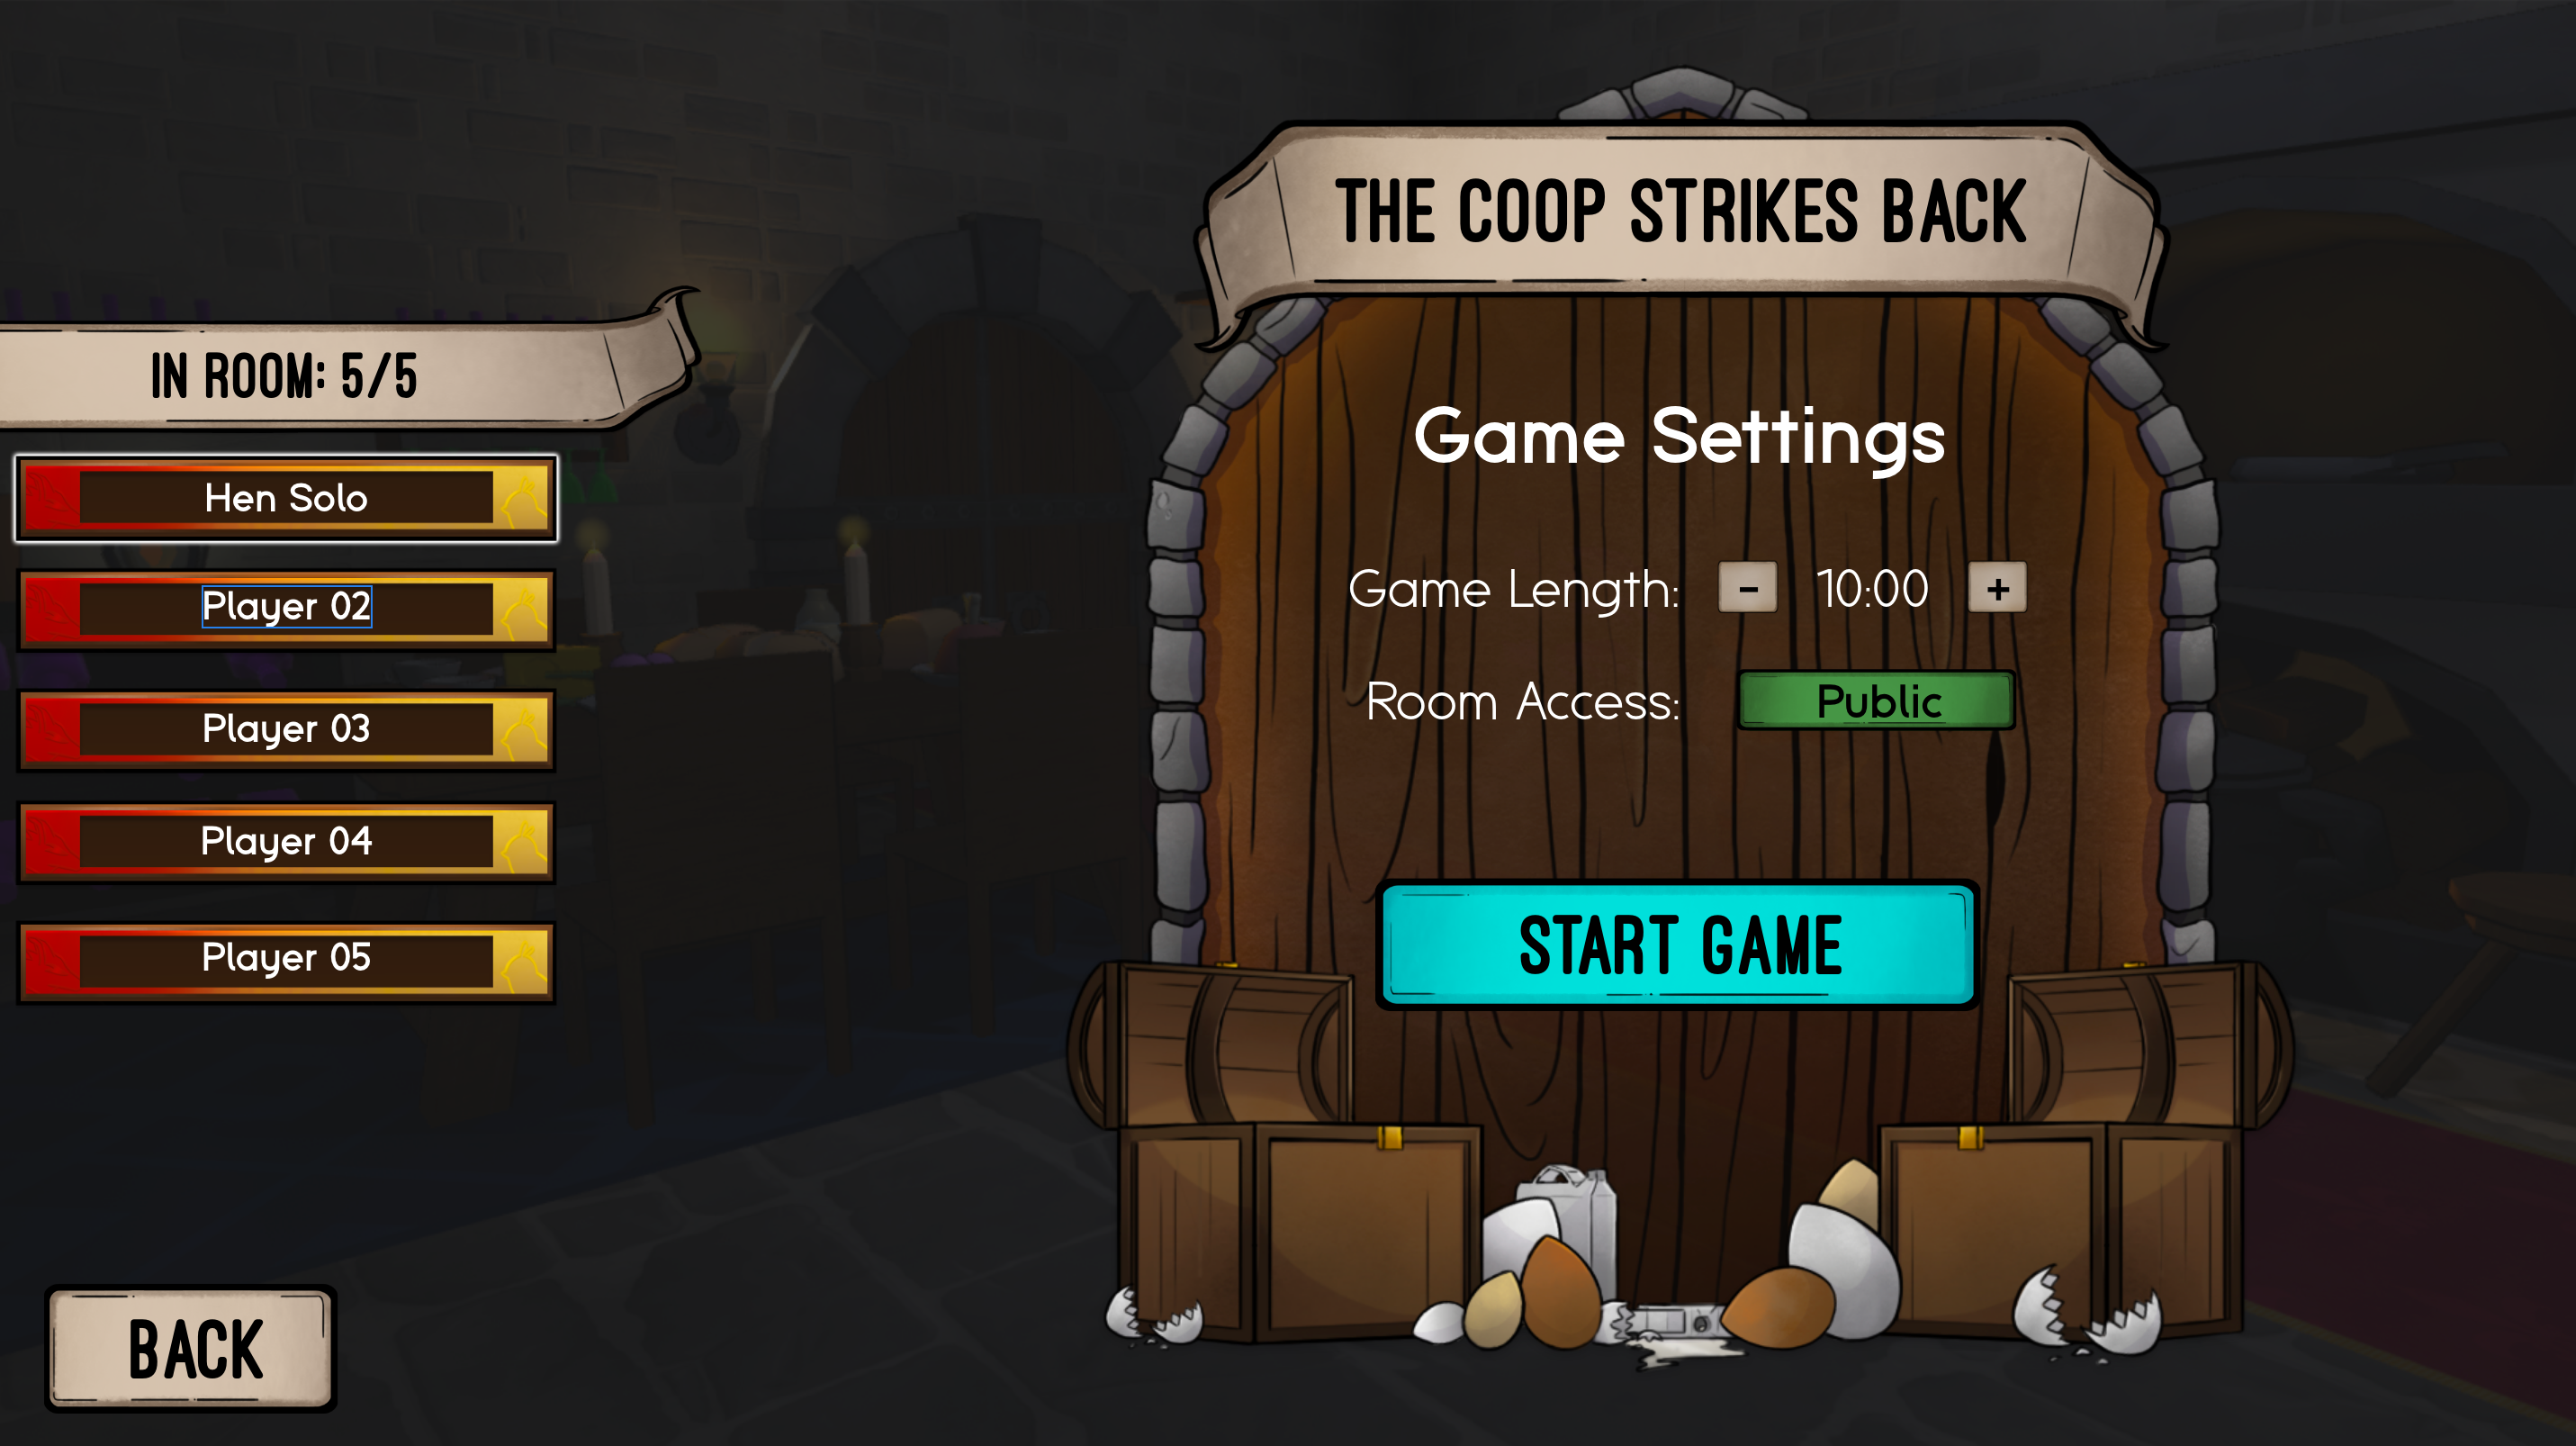 THE COOP STRIKES BACK
IN ROOM: 5/5
Hen Solo
Player 02
Player 03
Player 04
Player 05
Game Settings
Game Length: - 10:00 +
Room Access: Public
START GAME
BACK